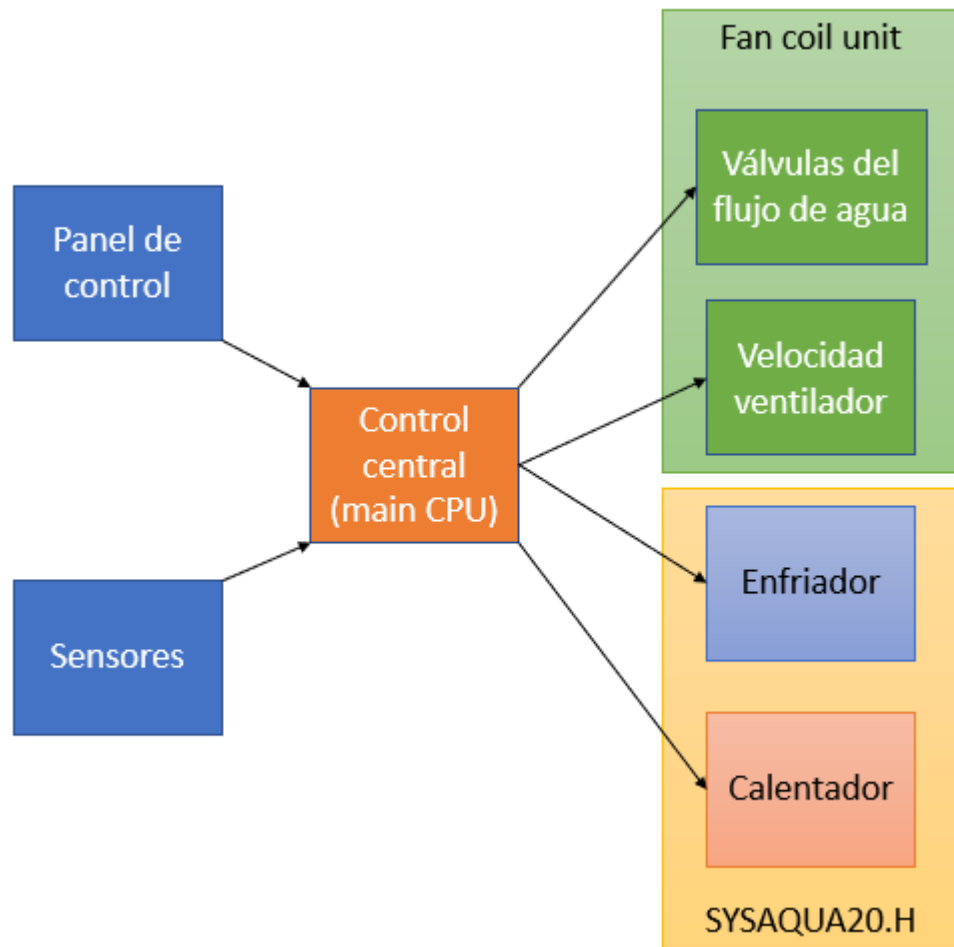 Fan coil unit
Válvulas del
flujo de agua
Panel de
control
Velocidad
ventilador
Control
central
(main CPU)
Enfriador
Sensores
Calentador
SYSAQUA20.H